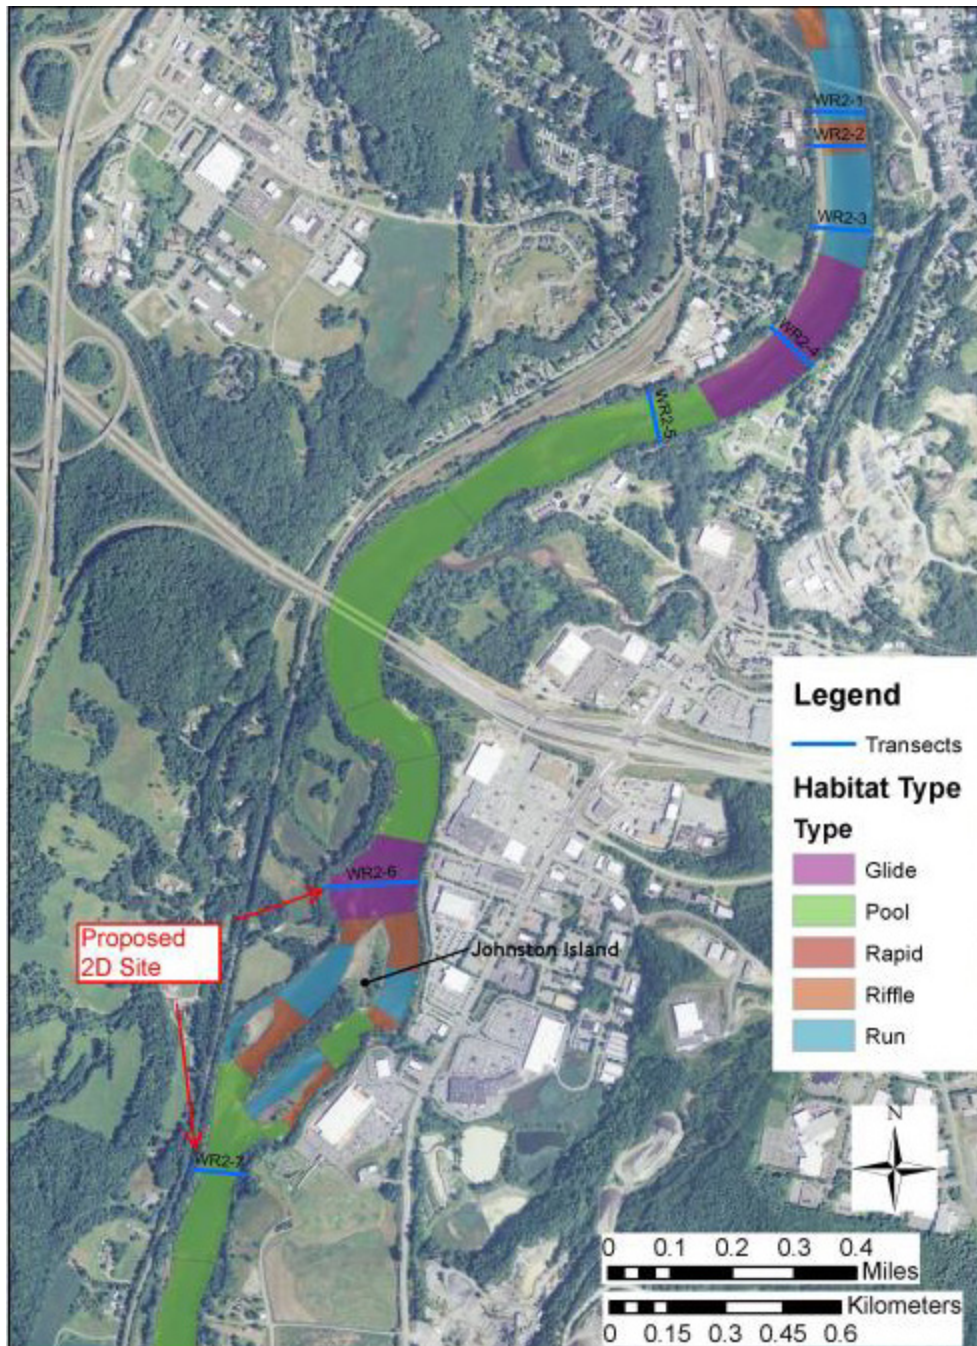 WR2-1
WR2-2
WR2-3
WR2-4
WR2-5
Legend
Transects
Habitat Type
Type
Glide
Pool
Rapid
Riffle
Run
WR2-6
Proposed
2D Site
Johnston Island
WR2-7
N
0 0.1 0.2 0.3 0.4
Miles
Kilometers
0 0.15 0.3 0.45 0.6